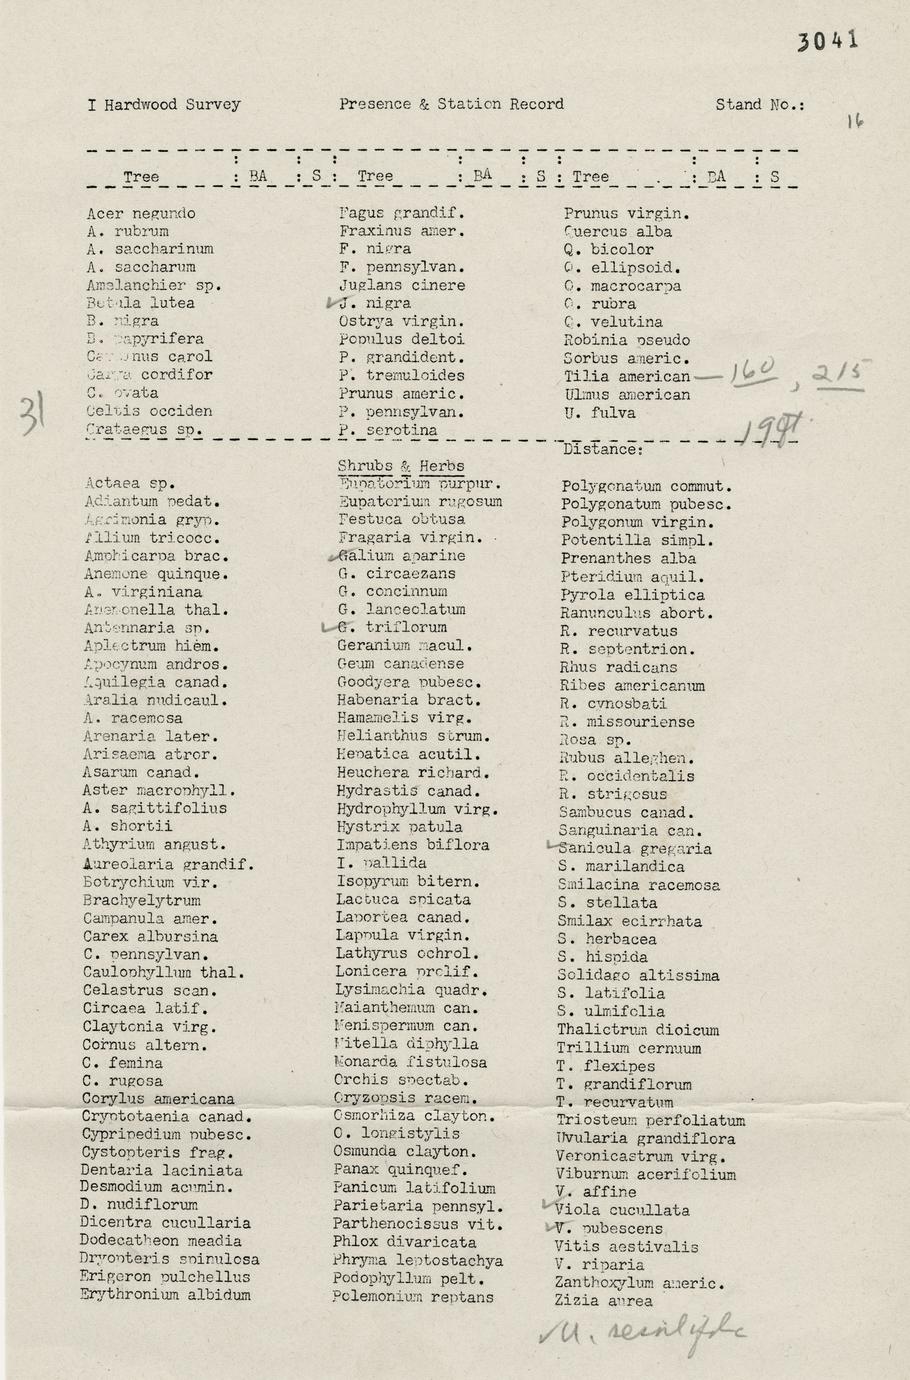 3041
I Hardwood Survey Presence & Station Record Stand No.:
16
Tree : BA : S : Tree : BA : S : Tree : BA : S
Acer negundo
A. rubrum
A. saccharinum
A. saccharum
Amelanchier sp.
Betula lutea
B. nigra
B. papyrifera
Carpinus carol
Carya cordifor
C. ovata
Celtis occiden
Crataegus sp.
31
Fagus grandif.
Fraxinus amer.
F. nigra
F. pennsylvan.
Juglans cinere
✓ J. nigra
Ostrya virgin.
Populus deltoi
P. grandident.
P. tremuloides
Prunus americ.
P. pennsylvan.
P. serotina
Prunus virgin.
Quercus alba
Q. bicolor
Q. ellipsoid.
Q. macrocarpa
Q. rubra
Q. velutina
Robinia pseudo
Sorbus americ.
Tilia american — 160, 215
Ulmus american
U. fulva
Distance:
Shrubs & Herbs
Actaea sp.
Adiantum pedat.
Agrimonia gryp.
Allium tricocc.
Amphicarpa brac.
Anemone quinque.
A. virginiana
Anemonella thal.
Antennaria sp.
Aplectrum hiem.
Apocynum andros.
Aquilegia canad.
Aralia nudicaul.
A. racemosa
Arenaria later.
Arisaema atror.
Asarum canad.
Aster macrophyll.
A. sagittifolius
A. shortii
Athyrium angust.
Aureolaria grandif.
Botrychium vir.
Brachyelytrum
Campanula amer.
Carex albursina
C. pennsylvan.
Caulophyllum thal.
Celastrus scan.
Circaea latif.
Claytonia virg.
Cornus altern.
C. femina
C. rugosa
Corylus americana
Cryptotaenia canad.
Cypripedium pubesc.
Cystopteris frag.
Dentaria laciniata
Desmodium acumin.
D. nudiflorum
Dicentra cucullaria
Dodecatheon meadia
Dryopteris spinulosa
Erigeron pulchellus
Erythronium albidum
Eupatorium purpur.
Eupatorium rugosum
Festuca obtusa
Fragaria virgin.
✓ Galium aparine
G. circaezans
G. concinnum
G. lanceolatum
✓ G. triflorum
Geranium macul.
Geum canadense
Goodyera pubesc.
Habenaria bract.
Hamamelis virg.
Helianthus strum.
Hepatica acutil.
Heuchera richard.
Hydrastis canad.
Hydrophyllum virg.
Hystrix patula
Impatiens biflora
I. pallida
Isopyrum bitern.
Lactuca spicata
Laportea canad.
Lappula virgin.
Lathyrus ochrol.
Lonicera prolif.
Lysimachia quadr.
Maianthemum can.
Menispermum can.
Mitella diphylla
Monarda fistulosa
Orchis spectab.
Oryzopsis racem.
Osmorhiza clayton.
O. longistylis
Osmunda clayton.
Panax quinquef.
Panicum latifolium
Parietaria pennsyl.
Parthenocissus vit.
Phlox divaricata
Phryma leptostachya
Podophyllum pelt.
Polemonium reptans
Polygonatum commut.
Polygonatum pubesc.
Polygonum virgin.
Potentilla simpl.
Prenanthes alba
Pteridium aquil.
Pyrola elliptica
Ranunculus abort.
R. recurvatus
R. septentrion.
Rhus radicans
Ribes americanum
R. cynosbati
R. missouriense
Rosa sp.
Rubus alleghen.
R. occidentalis
R. strigosus
Sambucus canad.
Sanguinaria can.
✓ Sanicula gregaria
S. marilandica
Smilacina racemosa
S. stellata
Smilax ecirrhata
S. herbacea
S. hispida
Solidago altissima
S. latifolia
S. ulmifolia
Thalictrum dioicum
Trillium cernuum
T. flexipes
T. grandiflorum
T. recurvatum
Triosteum perfoliatum
Uvularia grandiflora
Veronicastrum virg.
Viburnum acerifolium
V. affine
✓ Viola cucullata
✓ V. pubescens
Vitis aestivalis
V. riparia
Zanthoxylum americ.
Zizia aurea
✓ U.